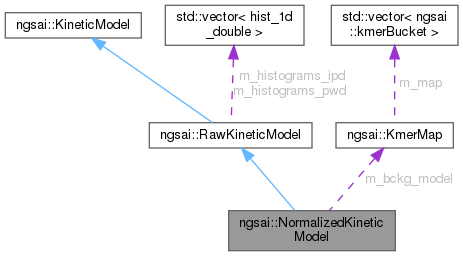 ngsai::KineticModel
std::vector< hist_1d
_double >
std::vector< ngsai
::kmerBucket >
m_histograms_ipd
m_histograms_pwd
m_map
ngsai::RawKineticModel
ngsai::KmerMap
m_bckg_model
ngsai::NormalizedKinetic
Model